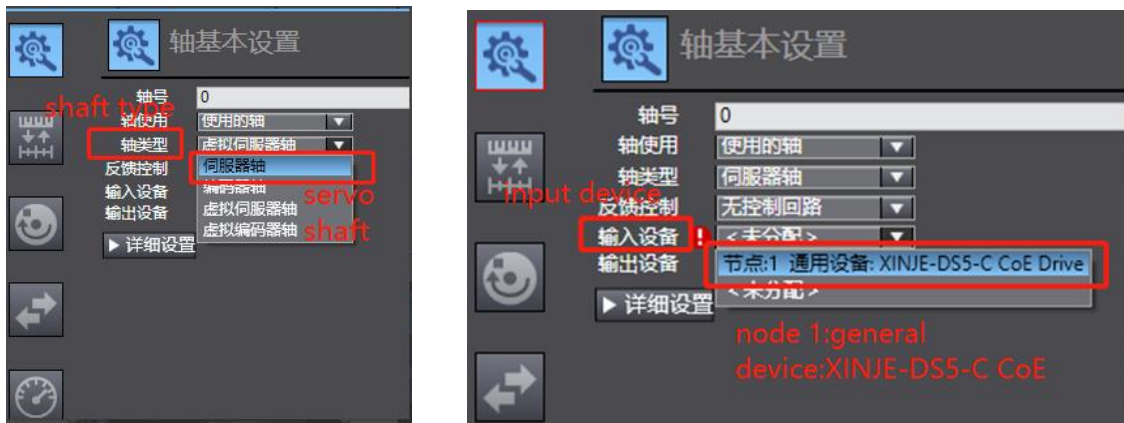 轴基本设置
轴号 0
shaft type
轴使用 使用的轴
轴类型 虚拟伺服器轴
反馈控制 伺服器轴
输入设备 编码器轴
servo
输出设备 虚拟伺服器轴
虚拟编码器轴
shaft
▶ 详细设置
轴基本设置
轴号 0
轴使用 使用的轴
轴类型 伺服器轴
input device
反馈控制 无控制回路
输入设备 ! <未分配>
输出设备 节点:1 通用设备: XINJE-DS5-C CoE Drive
<未分配>
▶ 详细设置
node 1:general
device:XINJE-DS5-C CoE